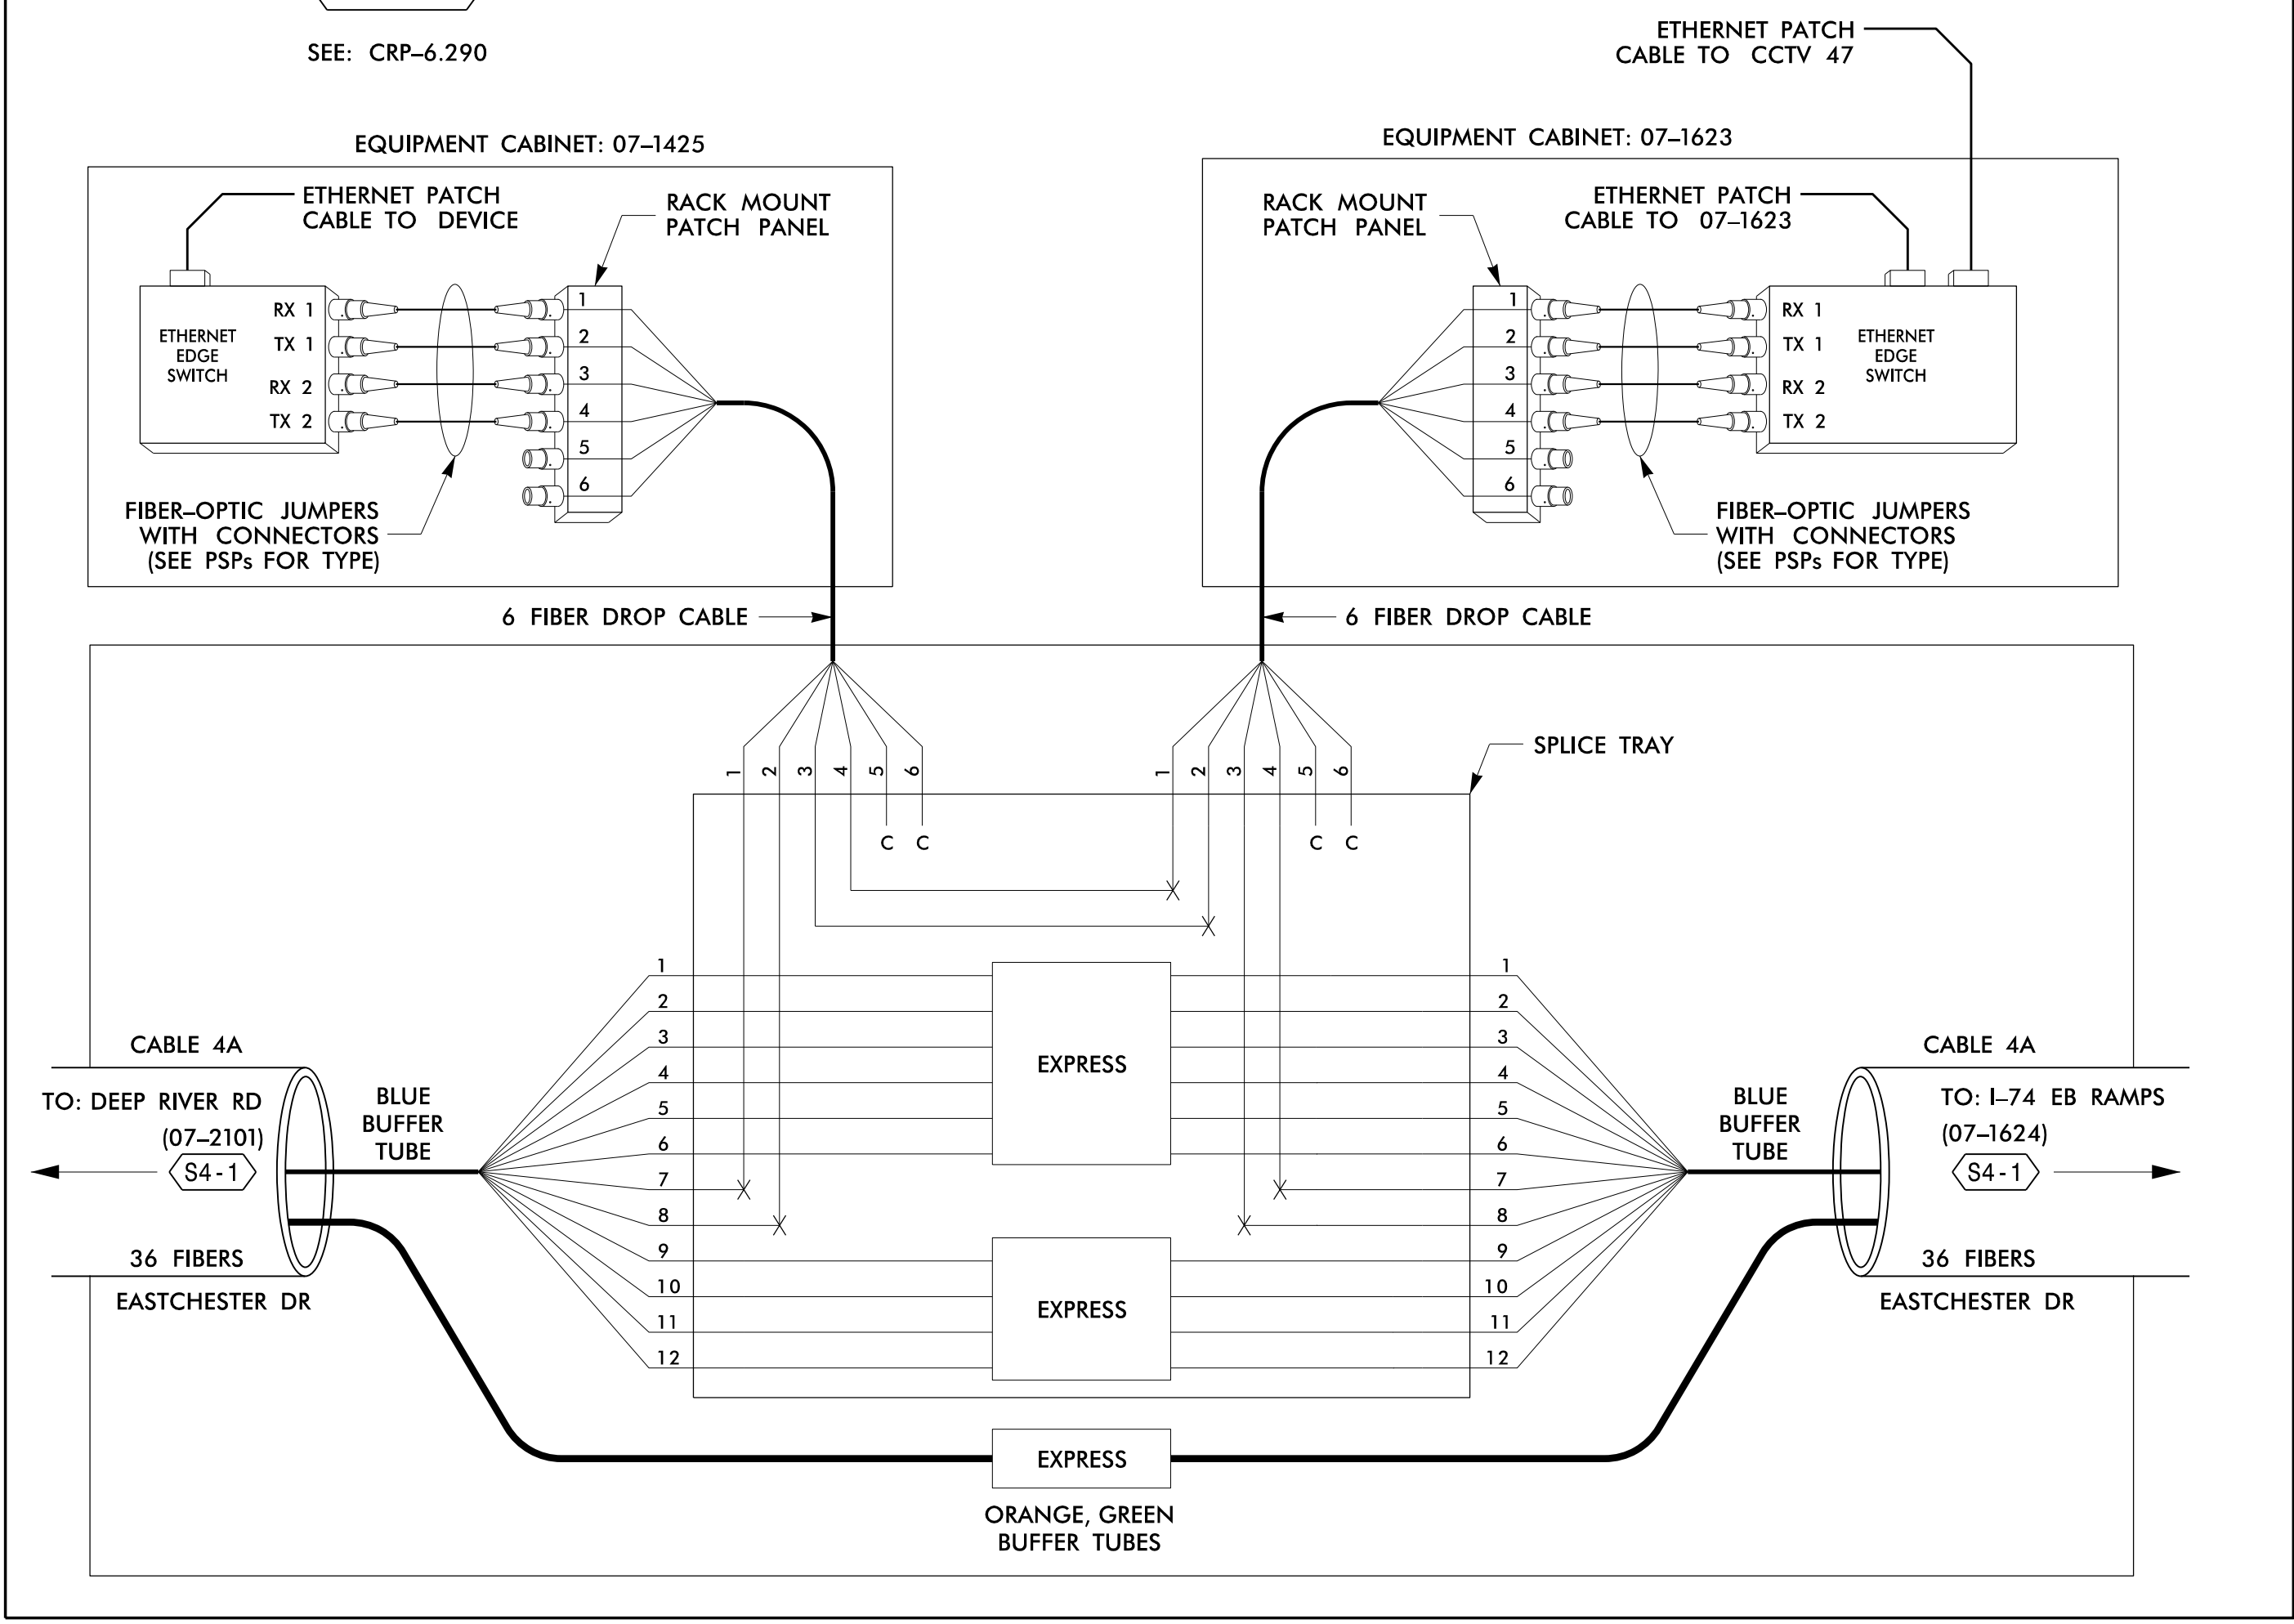 SEE: CRP–6.290
ETHERNET PATCH
CABLE TO CCTV 47
EQUIPMENT CABINET: 07–1425
ETHERNET PATCH
CABLE TO DEVICE
RACK MOUNT
PATCH PANEL
ETHERNET
EDGE
SWITCH
RX 1
TX 1
RX 2
TX 2
1
2
3
4
5
6
FIBER–OPTIC JUMPERS
WITH CONNECTORS
(SEE PSPs FOR TYPE)
EQUIPMENT CABINET: 07–1623
RACK MOUNT
PATCH PANEL
ETHERNET PATCH
CABLE TO 07–1623
1
2
3
4
5
6
RX 1
TX 1
RX 2
TX 2
ETHERNET
EDGE
SWITCH
FIBER–OPTIC JUMPERS
WITH CONNECTORS
(SEE PSPs FOR TYPE)
6 FIBER DROP CABLE
6 FIBER DROP CABLE
SPLICE TRAY
1
2
3
4
5
6
1
2
3
4
5
6
C C
C C
CABLE 4A
TO: DEEP RIVER RD
(07–2101)
S4-1
36 FIBERS
EASTCHESTER DR
BLUE
BUFFER
TUBE
1
2
3
4
5
6
7
8
9
10
11
12
EXPRESS
EXPRESS
1
2
3
4
5
6
7
8
9
10
11
12
BLUE
BUFFER
TUBE
CABLE 4A
TO: I–74 EB RAMPS
(07–1624)
S4-1
36 FIBERS
EASTCHESTER DR
EXPRESS
ORANGE, GREEN
BUFFER TUBES